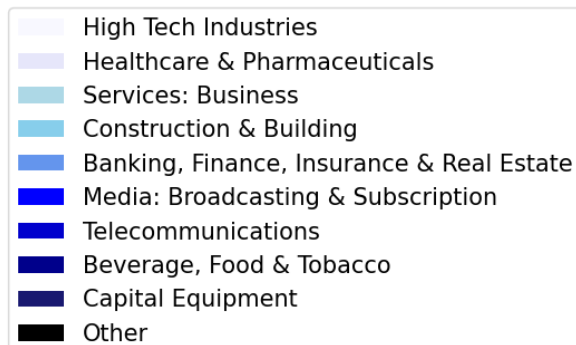 High Tech Industries
Healthcare & Pharmaceuticals
Services: Business
Construction & Building
Banking, Finance, Insurance & Real Estate
Media: Broadcasting & Subscription
Telecommunications
Beverage, Food & Tobacco
Capital Equipment
Other